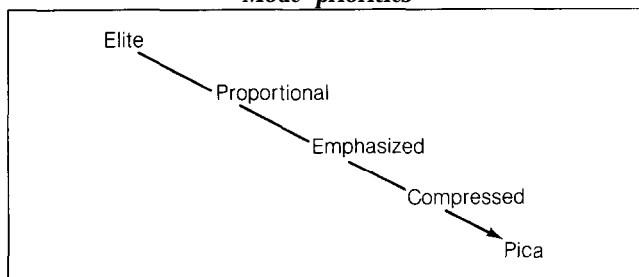 Mode priorities
Elite
Proportional
Emphasized
Compressed
Pica